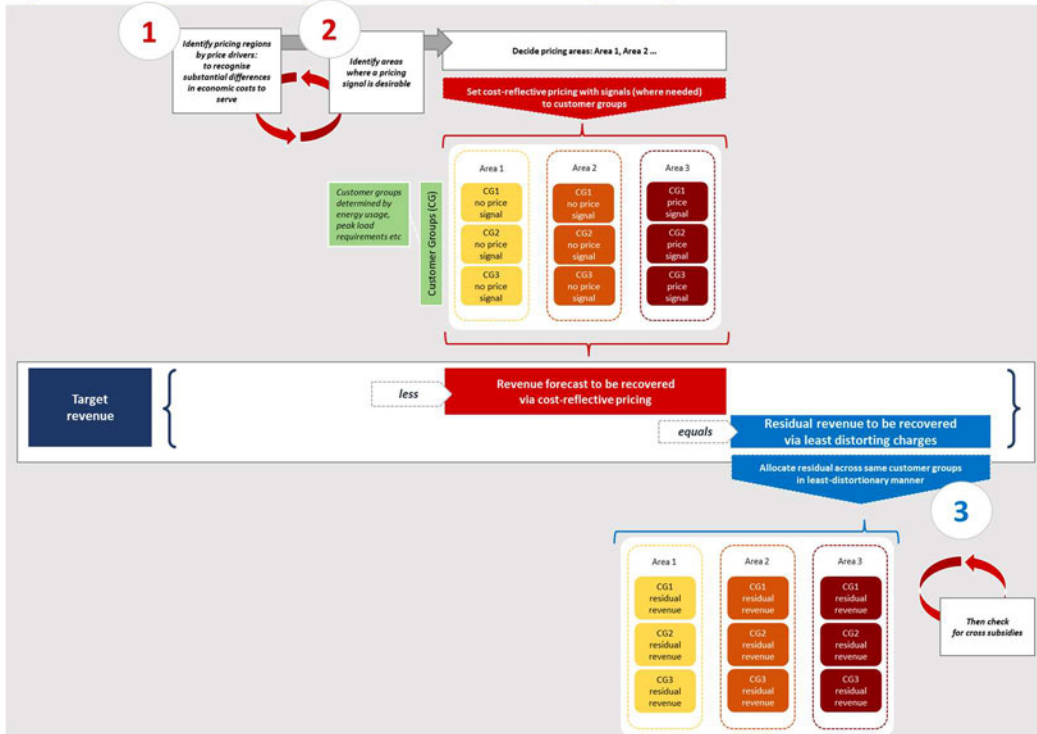 1
Identify pricing regions
by price drivers:
to recognise
substantial differences
in economic costs to
serve
2
Identify areas
where a pricing
signal is desirable
Decide pricing areas: Area 1, Area 2 ...
Set cost-reflective pricing with signals (where needed)
to customer groups
Customer groups
determined by
energy usage,
peak load
requirements etc
Customer Groups (CG)
Area 1
CG1
no price
signal
CG2
no price
signal
CG3
no price
signal
Area 2
CG1
no price
signal
CG2
no price
signal
CG3
no price
signal
Area 3
CG1
price
signal
CG2
price
signal
CG3
price
signal
Target
revenue
less
Revenue forecast to be recovered
via cost-reflective pricing
equals
Residual revenue to be recovered
via least distorting charges
Allocate residual across same customer groups
in least-distortionary manner
3
Area 1
CG1
residual
revenue
CG2
residual
revenue
CG3
residual
revenue
Area 2
CG1
residual
revenue
CG2
residual
revenue
CG3
residual
revenue
Area 3
CG1
residual
revenue
CG2
residual
revenue
CG3
residual
revenue
Then check
for cross subsidies